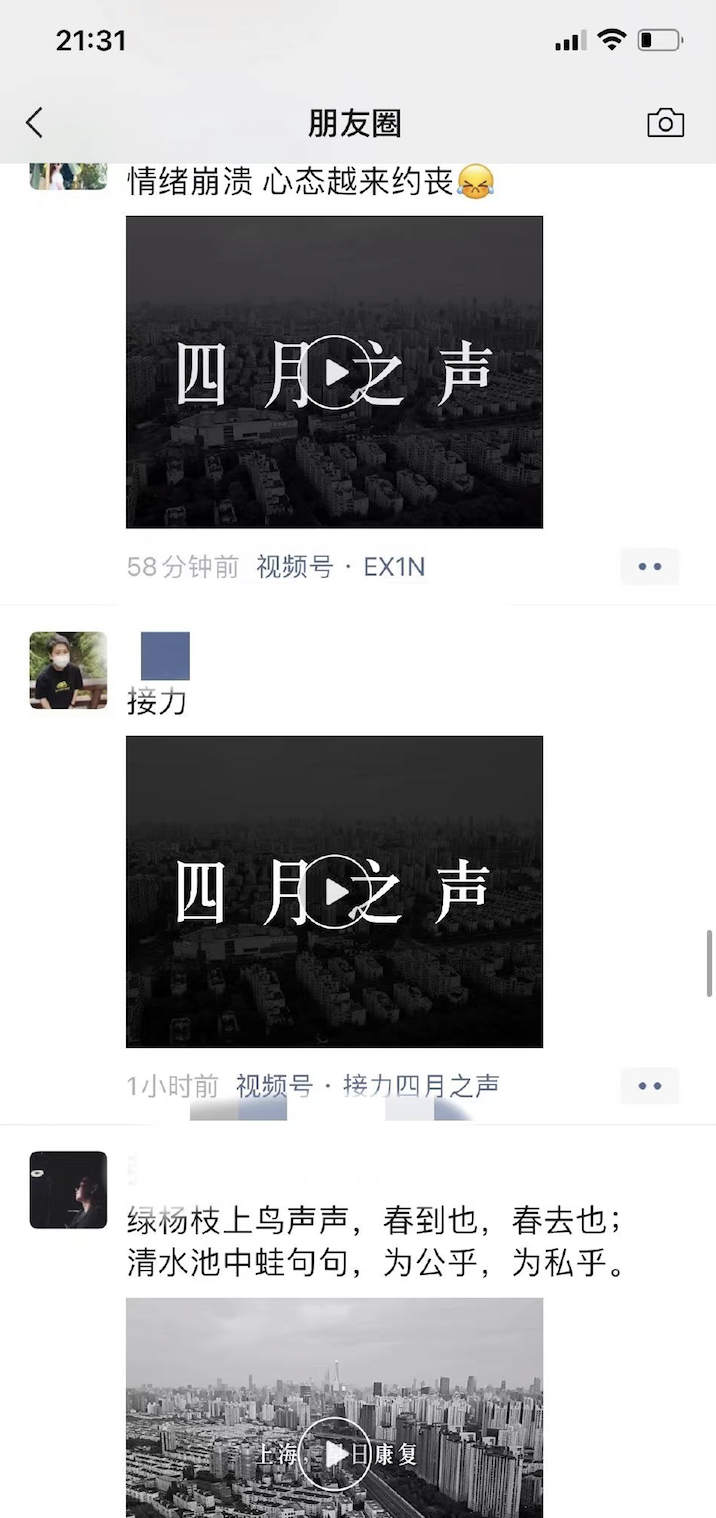 21:31
朋友圈
情绪崩溃 心态越来约丧😹
四月之声
58分钟前 视频号 · EX1N
接力
四月之声
1小时前 视频号 · 接力四月之声
绿杨枝上鸟声声，春到也，春去也；
清水池中蛙句句，为公乎，为私乎。
上海，日康复